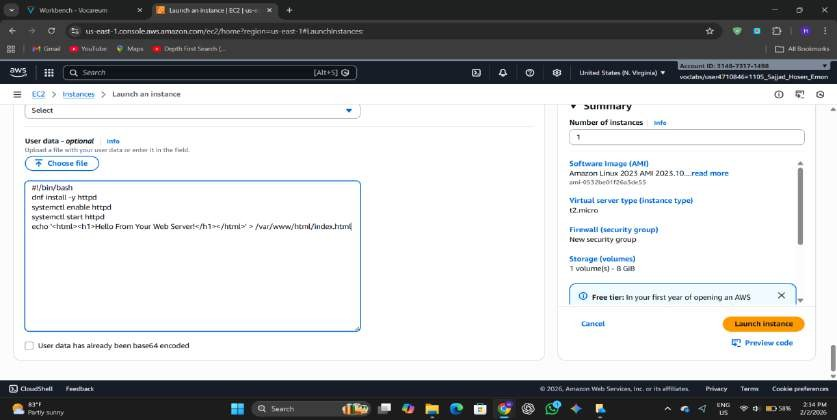 Workbench - Vocareum
Launch an instance | EC2 | us-e
us-east-1.console.aws.amazon.com/ec2/home?region=us-east-1#LaunchInstances:
Gmail
YouTube
Maps
Depth First Search (...
All Bookmarks
aws
Search
[Alt+S]
United States (N. Virginia)
Account ID: 3148-7317-1498
voclabs/user4710846=1105_Sajjad_Hosen_Emon
EC2
Instances
Launch an instance
Select
User data - optional
Info
Upload a file with your user data or enter it in the field.
Choose file
#!/bin/bash
dnf install -y httpd
systemctl enable httpd
systemctl start httpd
echo '<html><h1>Hello From Your Web Server!</h1></html>' > /var/www/html/index.html
User data has already been base64 encoded
Summary
Number of instances
Info
1
Software Image (AMI)
Amazon Linux 2023 AMI 2023.10....read more
ami-0532be01f26a3de55
Virtual server type (instance type)
t2.micro
Firewall (security group)
New security group
Storage (volumes)
1 volume(s) - 8 GiB
Free tier: In your first year of opening an AWS
Cancel
Launch instance
Preview code
CloudShell
Feedback
© 2026, Amazon Web Services, Inc. or its affiliates.
Privacy
Terms
Cookie preferences
83°F
Partly sunny
Search
ENG
US
58%
2:34 PM
2/2/2026